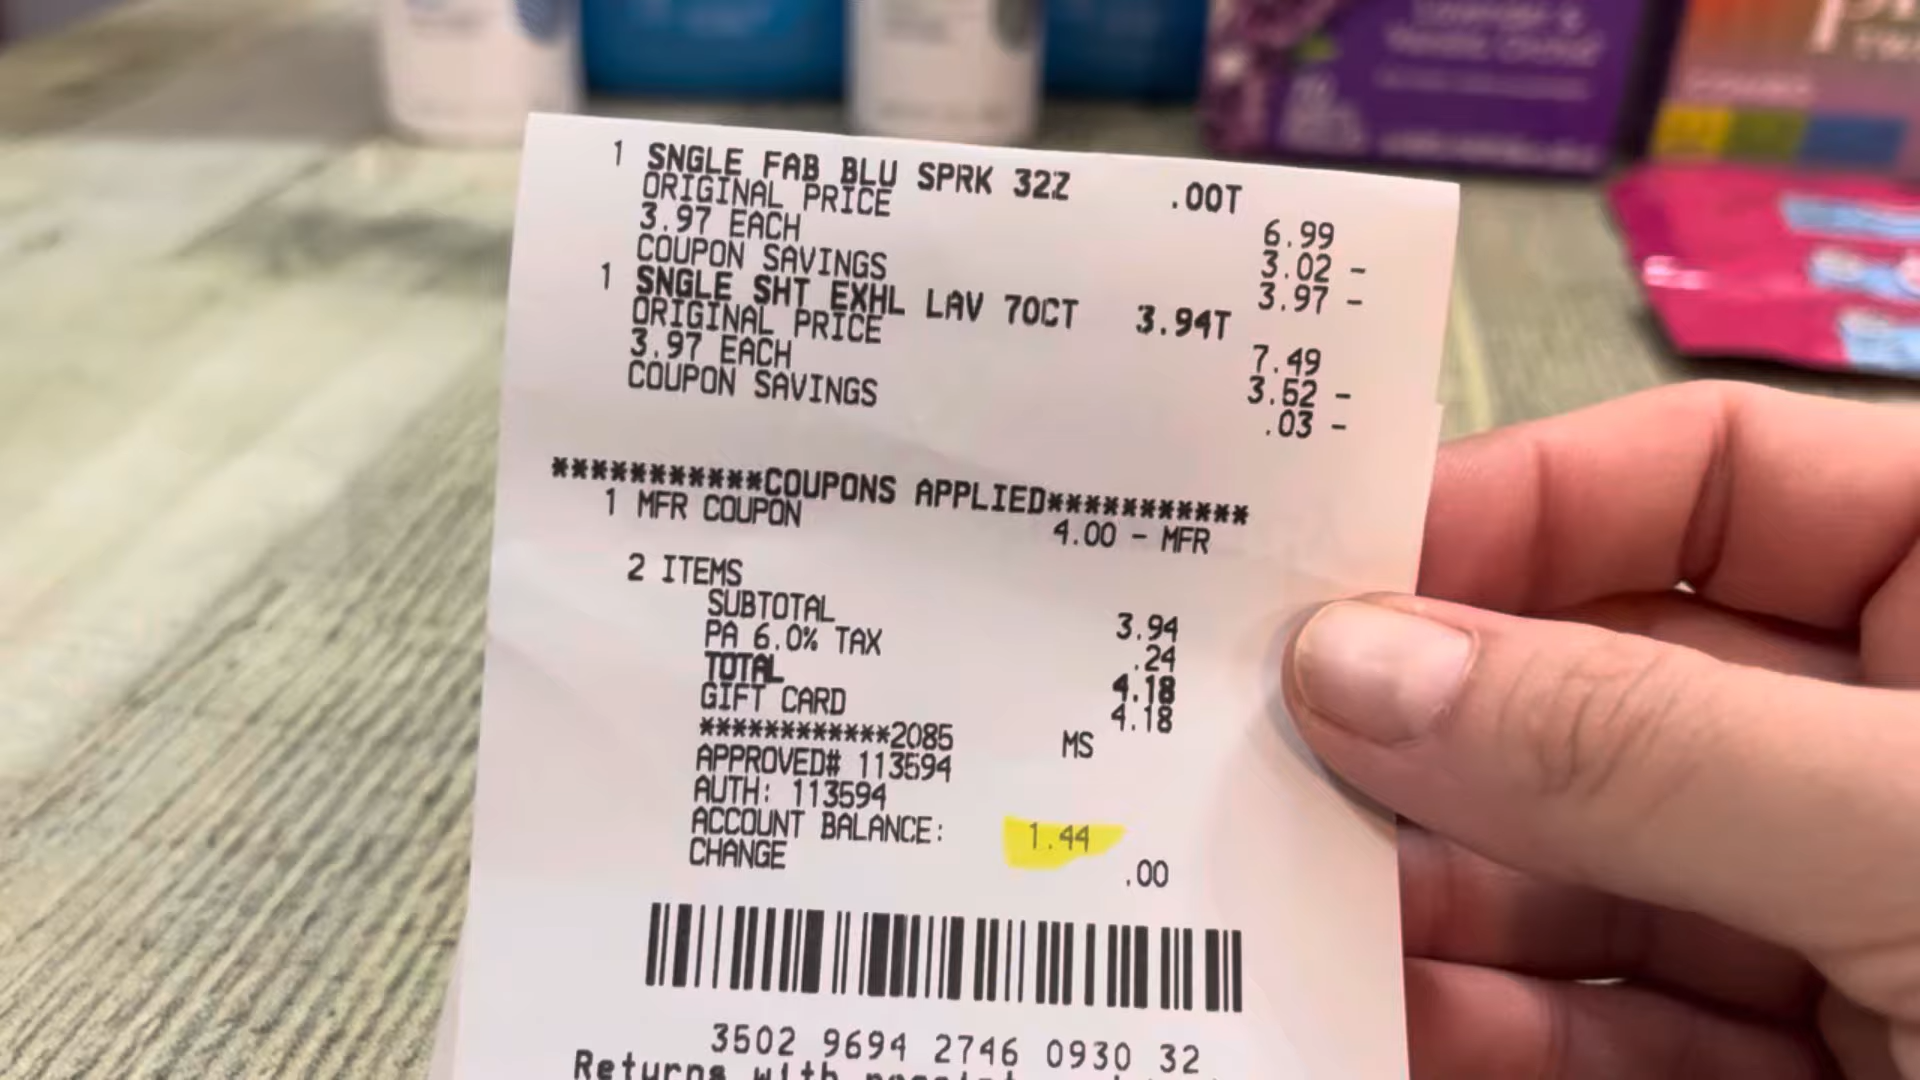 1 SNGLE FAB BLU SPRK 32Z .00T
ORIGINAL PRICE 6.99
3.97 EACH 3.02 -
COUPON SAVINGS 3.97 -
1 SNGLE SHT EXHL LAV 70CT 3.94T
ORIGINAL PRICE 7.49
3.97 EACH 3.52 -
COUPON SAVINGS .03 -
***********COUPONS APPLIED***********
1 MFR COUPON 4.00 - MFR
2 ITEMS
SUBTOTAL 3.94
PA 6.0% TAX .24
TOTAL 4.18
GIFT CARD 4.18
************2085 MS
APPROVED# 113594
AUTH: 113594
ACCOUNT BALANCE: 1.44
CHANGE .00
3502 9694 2746 0930 32
Returns with receipt